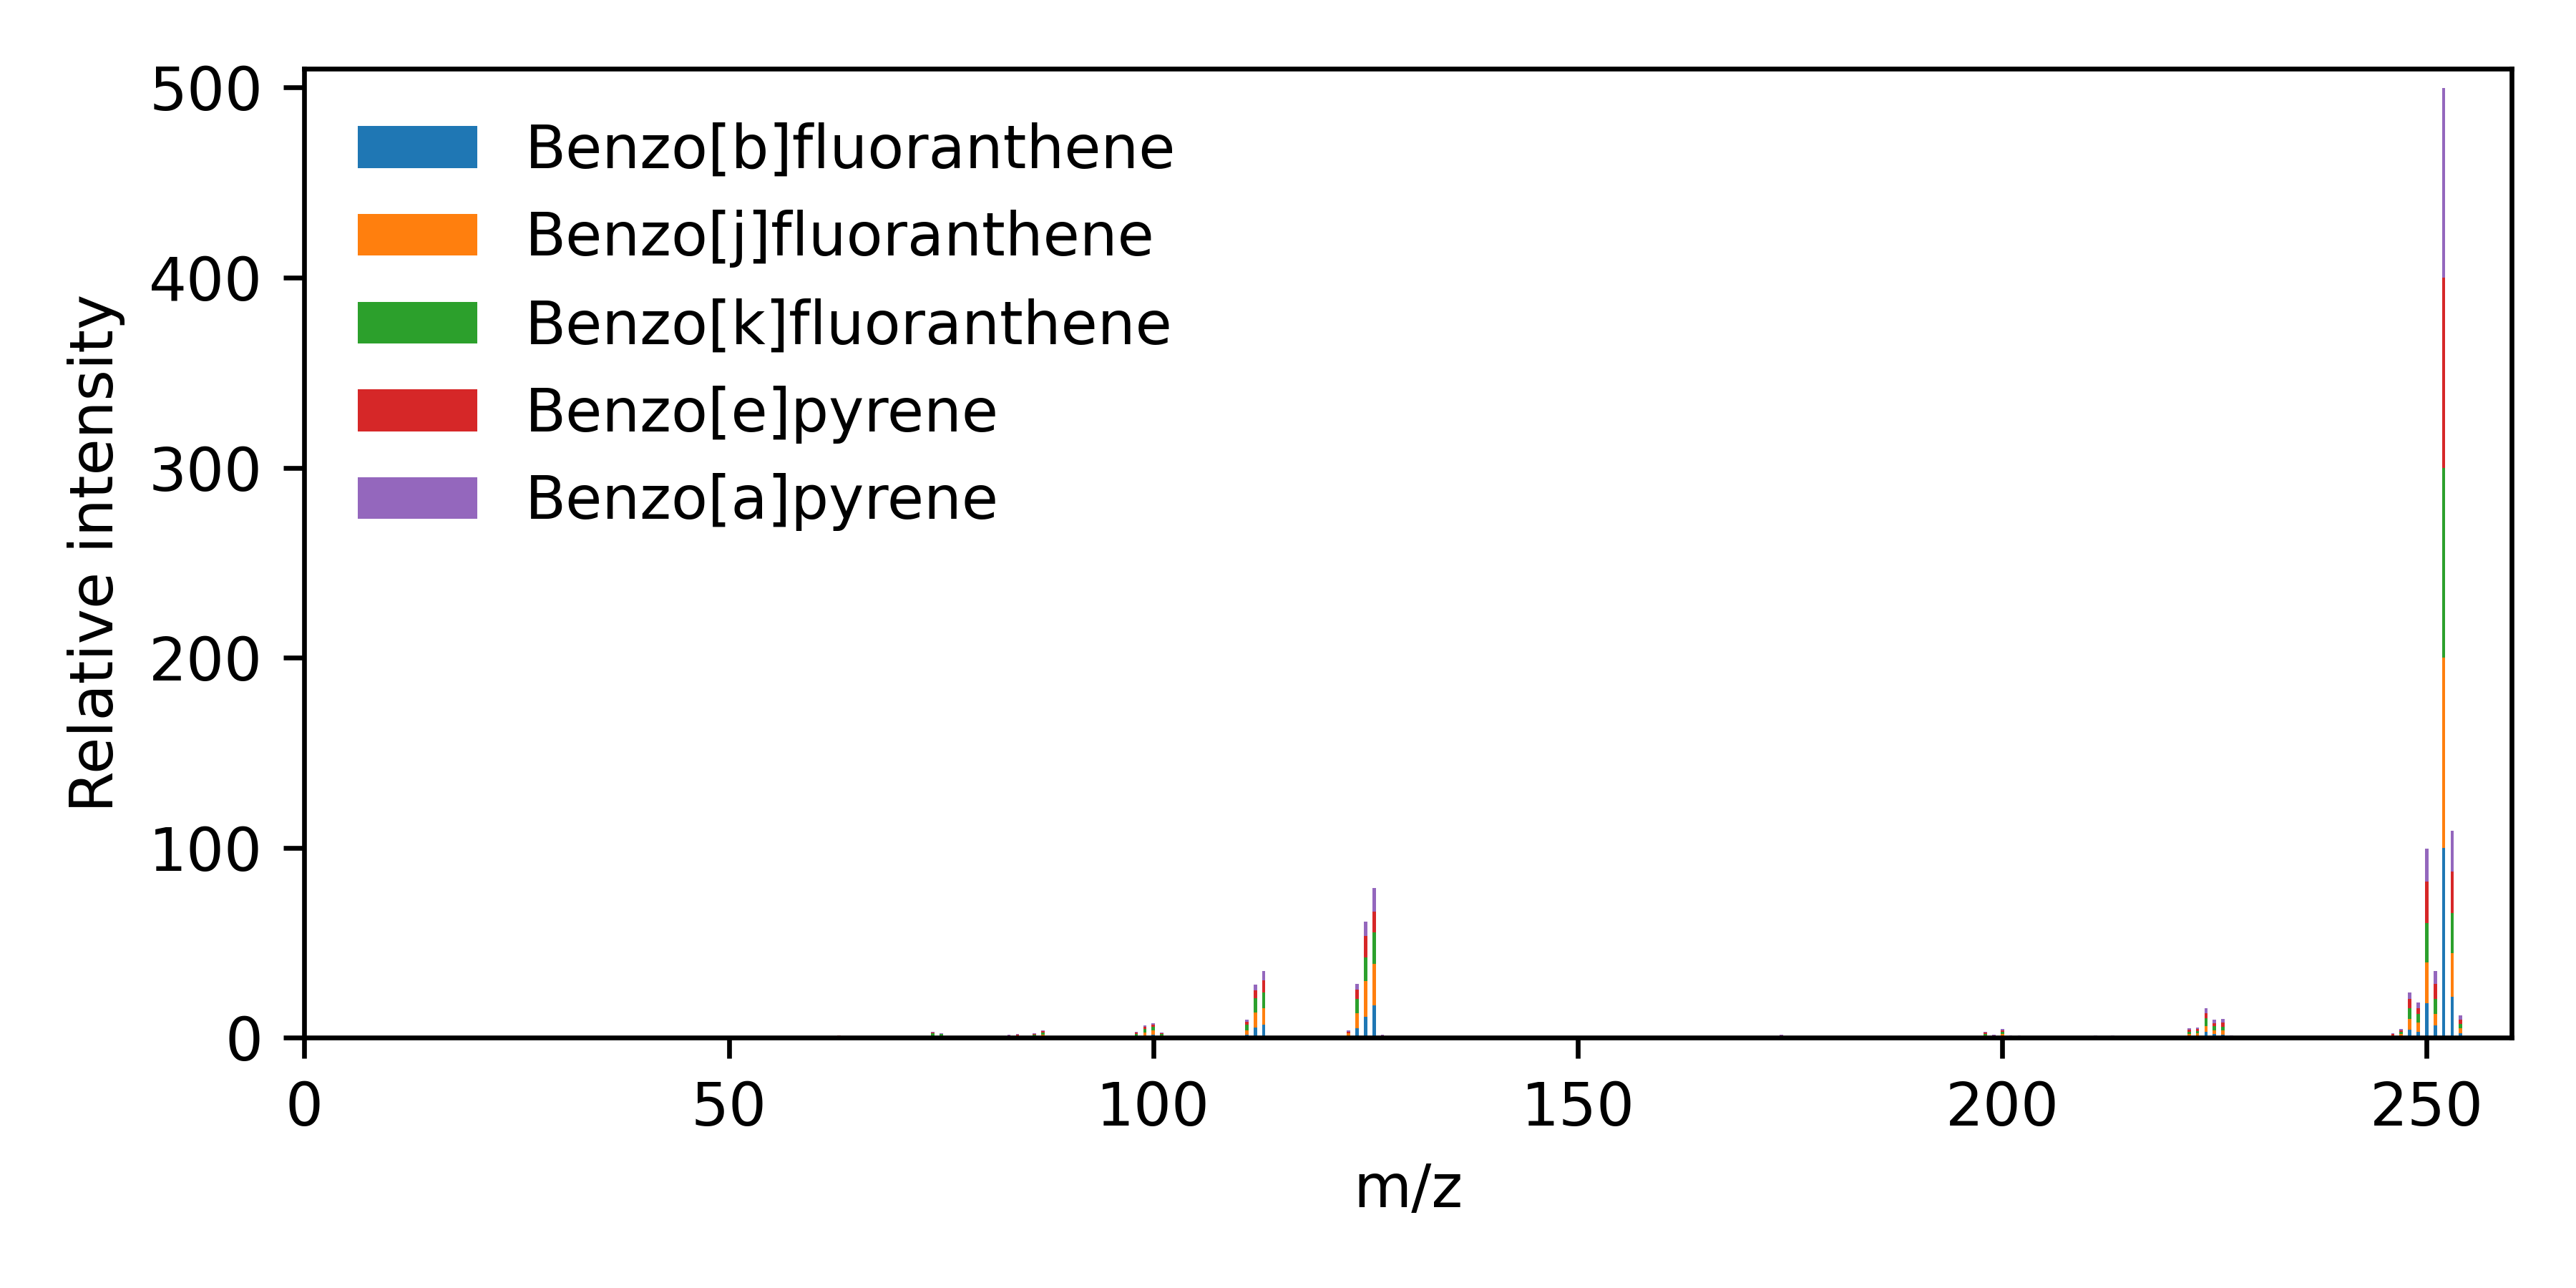 500
400
300
200
100
0
Relative intensity
Benzo[b]fluoranthene
Benzo[j]fluoranthene
Benzo[k]fluoranthene
Benzo[e]pyrene
Benzo[a]pyrene
0 50 100 150 200 250
m/z